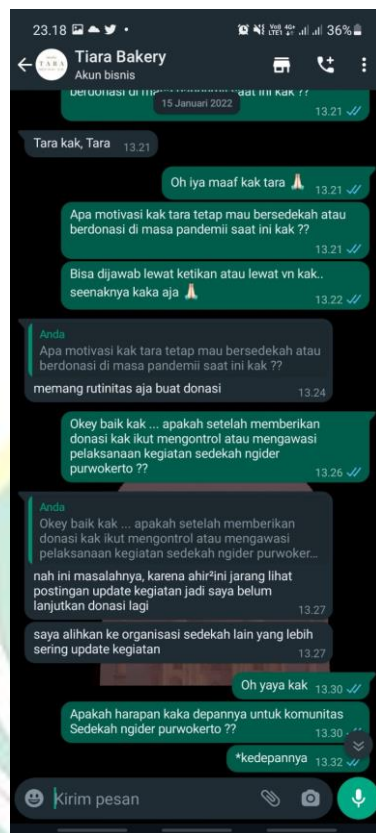 23.18
36%
TARA
Tiara Bakery
Akun bisnis
15 Januari 2022
13.21
Tara kak, Tara 13.21
Oh iya maaf kak tara 🙏🏻 13.21
Apa motivasi kak tara tetap mau bersedekah atau
berdonasi di masa pandemii saat ini kak ??
13.21
Bisa dijawab lewat ketikan atau lewat vn kak..
seenaknya kaka aja 🙏🏻 13.22
Anda
Apa motivasi kak tara tetap mau bersedekah atau
berdonasi di masa pandemii saat ini kak ??
memang rutinitas aja buat donasi 13.24
Okey baik kak ... apakah setelah memberikan
donasi kak ikut mengontrol atau mengawasi
pelaksanaan kegiatan sedekah ngider
purwokerto ?? 13.26
Anda
Okey baik kak ... apakah setelah memberikan
donasi kak ikut mengontrol atau mengawasi
pelaksanaan kegiatan sedekah ngider purwoker...
nah ini masalahnya, karena ahir²ini jarang lihat
postingan update kegiatan jadi saya belum
lanjutkan donasi lagi 13.27
saya alihkan ke organisasi sedekah lain yang lebih
sering update kegiatan 13.27
Oh yaya kak 13.30
Apakah harapan kaka depannya untuk komunitas
Sedekah ngider purwokerto ?? 13.30
*kedepannya 13.32
Kirim pesan